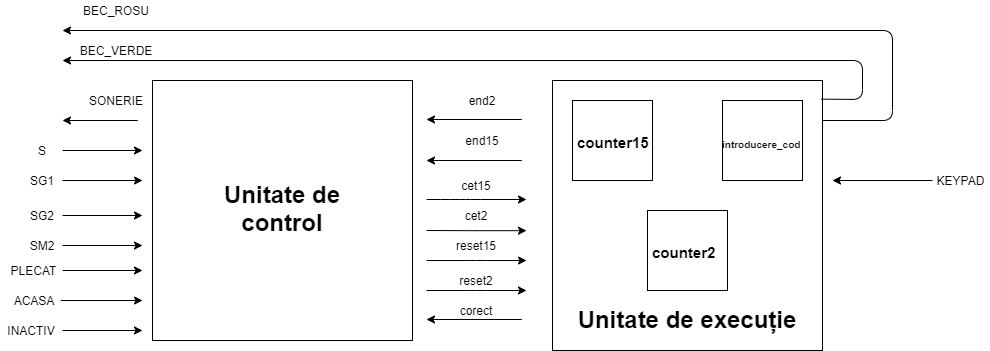 BEC_ROSU
BEC_VERDE
SONERIE
S
SG1
SG2
SM2
PLECAT
ACASA
INACTIV
Unitate de
control
end2
end15
cet15
cet2
reset15
reset2
corect
counter15
introducere_cod
counter2
Unitate de execuție
KEYPAD